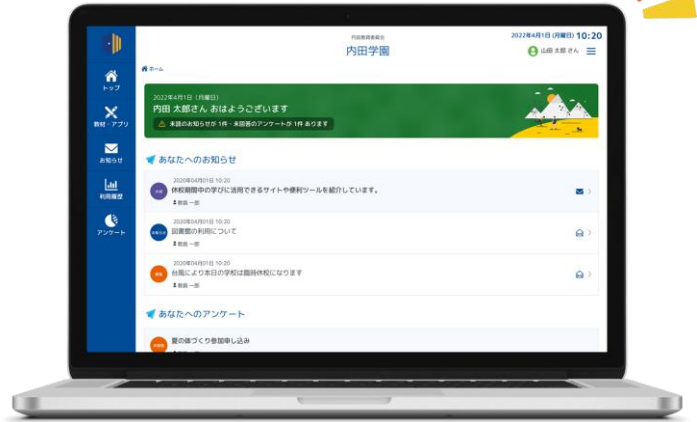 内田教育委員会
内田学園
2022年4月1日 (月曜日) 10:20
山田 太郎 さん
トップ
教材・アプリ
お知らせ
利用履歴
アンケート
ホーム
2022年4月1日 (月曜日)
内田 太郎さん おはようございます
未読のお知らせが 1件・未回答のアンケートが 1件 あります
あなたへのお知らせ
2020年04月01日 10:20
休校期間中の学びに活用できるサイトや便利ツールを紹介しています。
教員 一郎
2020年04月01日 10:20
お知らせ
図書館の利用について
教員 一郎
2020年04月01日 10:20
台風により本日の学校は臨時休校になります
教員 一郎
あなたへのアンケート
夏の体づくり参加申し込み